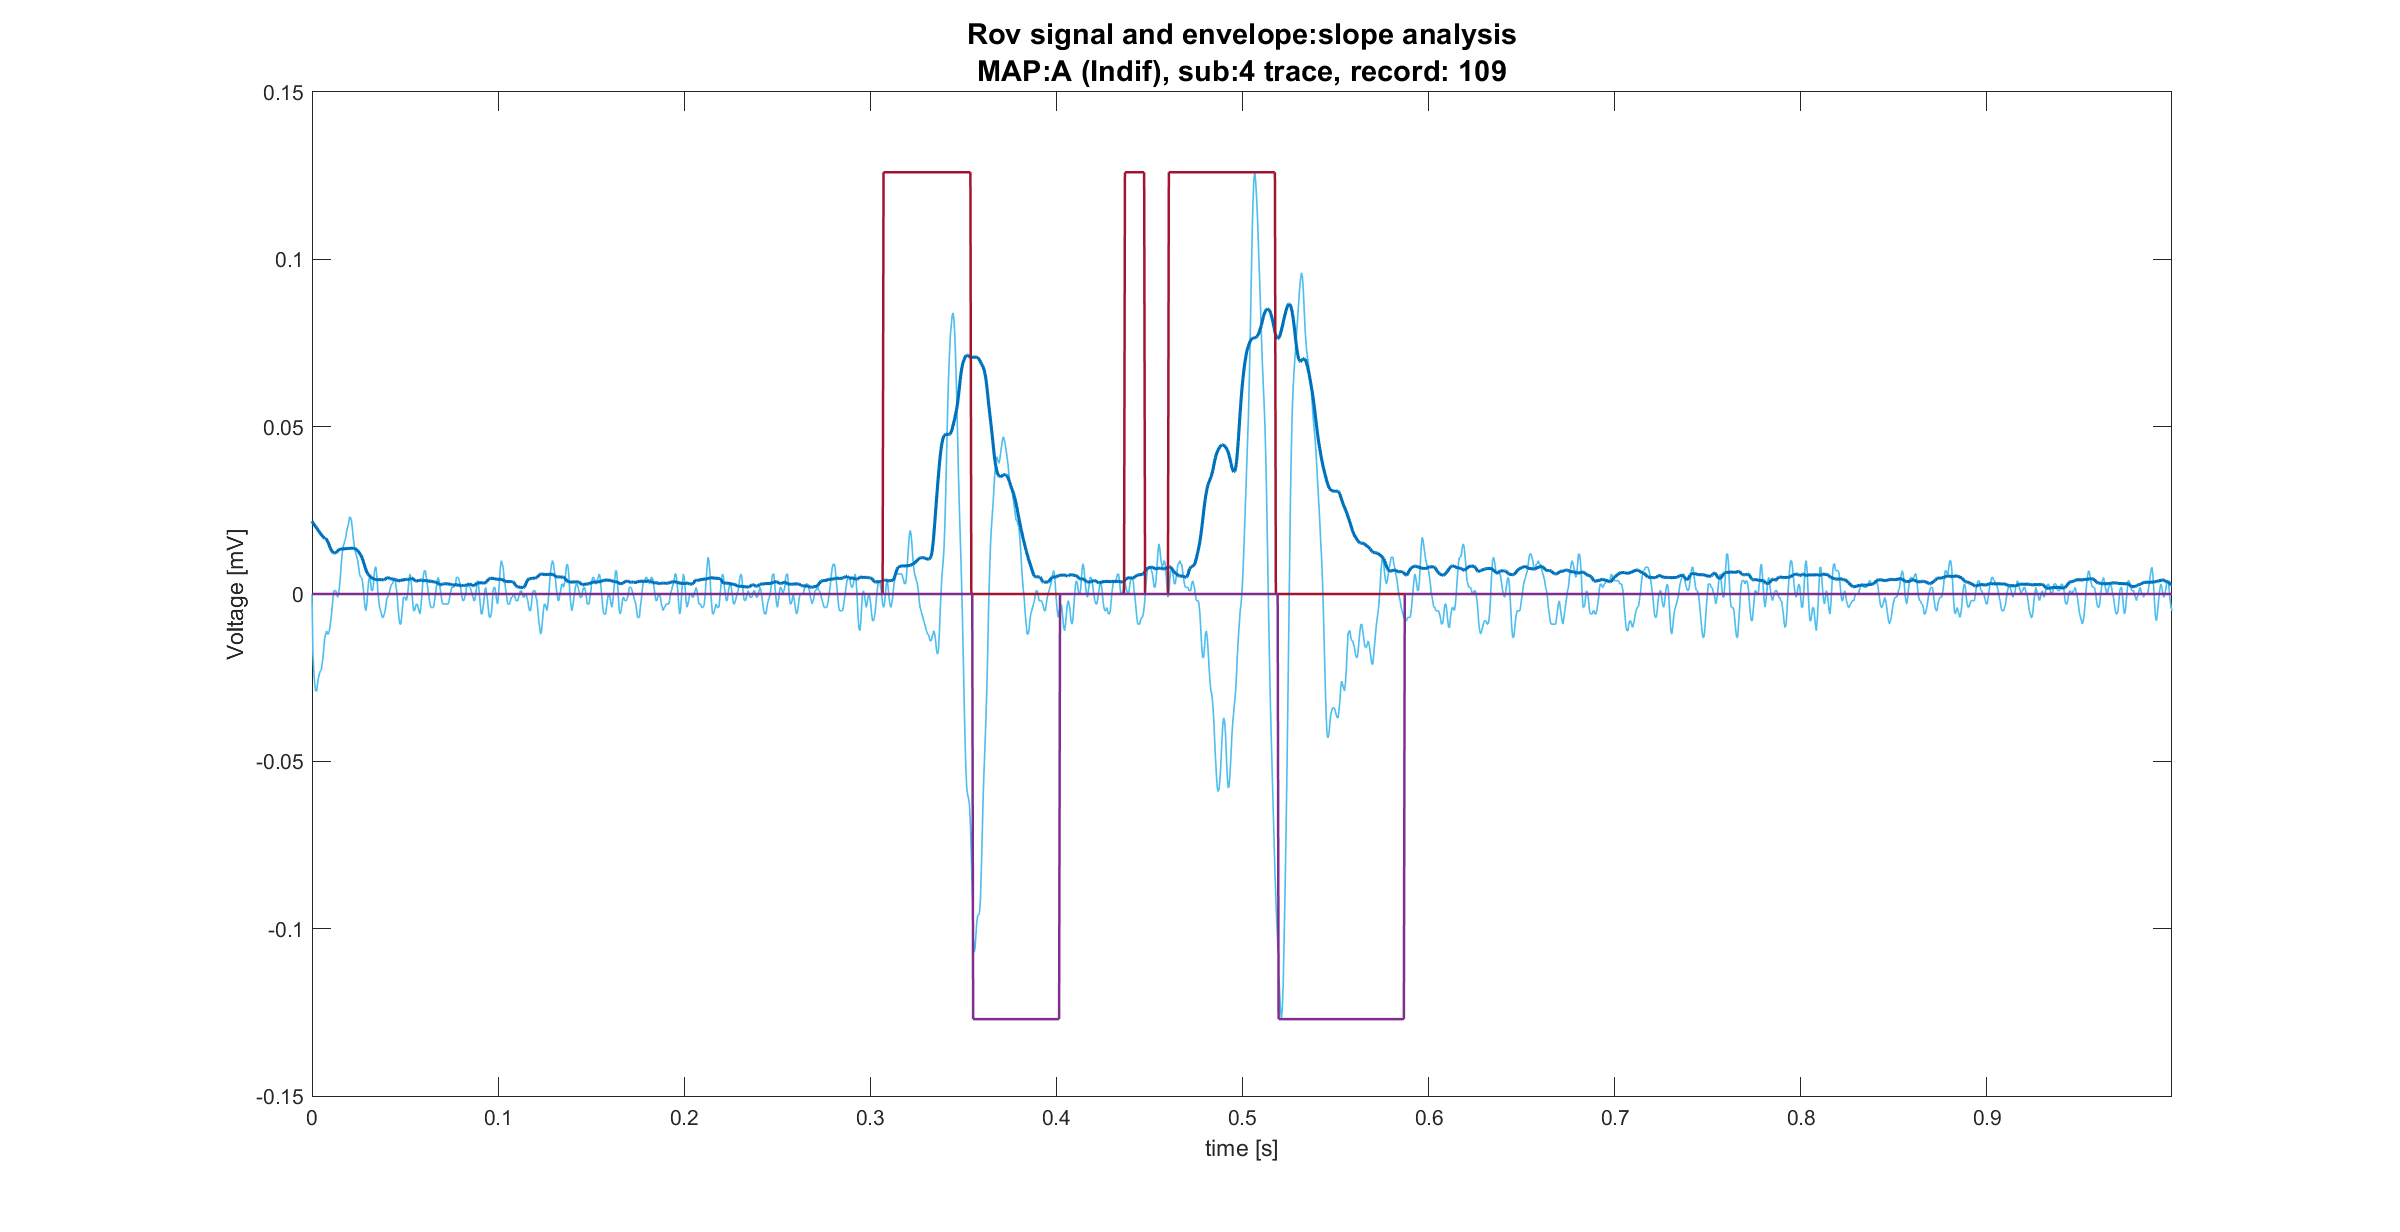 Rov signal and envelope:slope analysis
MAP:A (Indif), sub:4 trace, record: 109
0.15
0.1
0.05
0
-0.05
-0.1
-0.15
Voltage [mV]
0 0.1 0.2 0.3 0.4 0.5 0.6 0.7 0.8 0.9
time [s]